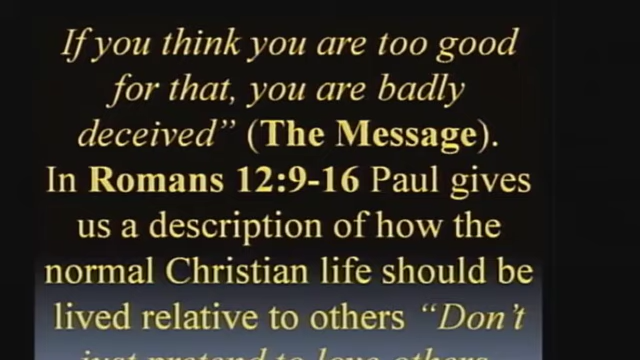 If you think you are too good
for that, you are badly
deceived” (The Message).
In Romans 12:9-16 Paul gives
us a description of how the
normal Christian life should be
lived relative to others “Don’t
just pretend to love others.